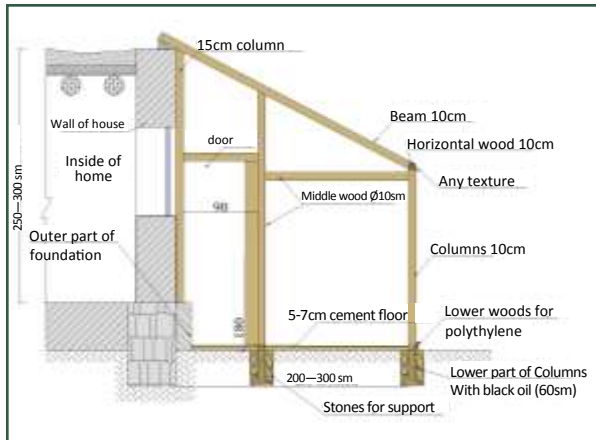 15cm column
Wall of house
Inside of
home
door
Beam 10cm
Horizontal wood 10cm
Any texture
Middle wood Ø10sm
250—300 sm
90
Outer part of
foundation
Columns 10cm
180
5-7cm cement floor
Lower woods for
polythylene
200—300 sm
Lower part of Columns
With black oil (60sm)
Stones for support